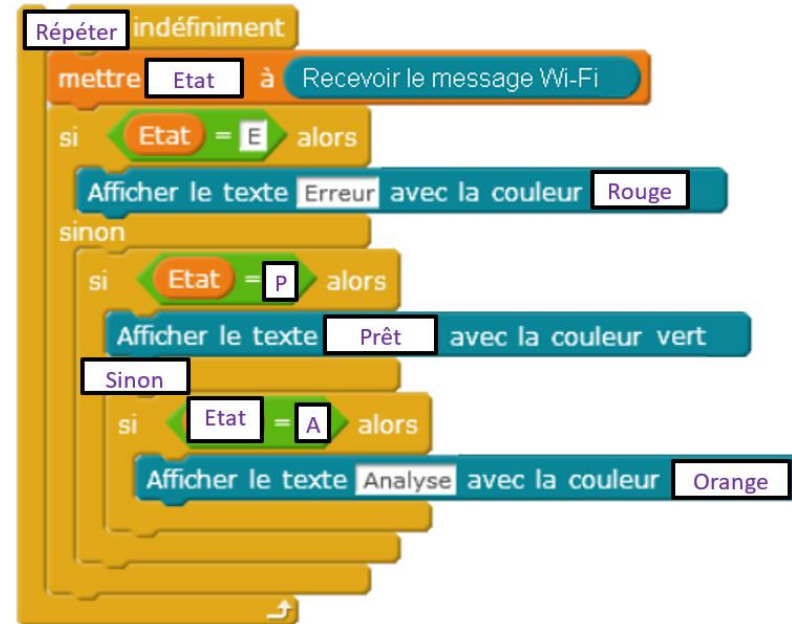 Répéter indéfiniment
mettre Etat à Recevoir le message Wi-Fi
si Etat = E alors
Afficher le texte Erreur avec la couleur Rouge
sinon
si Etat = P alors
Afficher le texte Prêt avec la couleur vert
Sinon
si Etat = A alors
Afficher le texte Analyse avec la couleur Orange